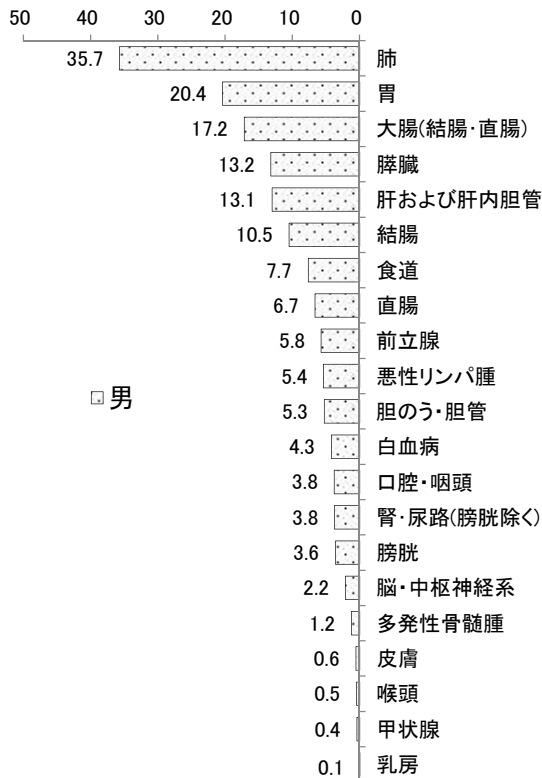 50 40 30 20 10 0
35.7 肺
20.4 胃
17.2 大腸(結腸･直腸)
13.2 膵臓
13.1 肝および肝内胆管
10.5 結腸
7.7 食道
6.7 直腸
5.8 前立腺
5.4 悪性リンパ腫
男
5.3 胆のう・胆管
4.3 白血病
3.8 口腔・咽頭
3.8 腎･尿路(膀胱除く)
3.6 膀胱
2.2 脳・中枢神経系
1.2 多発性骨髄腫
0.6 皮膚
0.5 喉頭
0.4 甲状腺
0.1 乳房